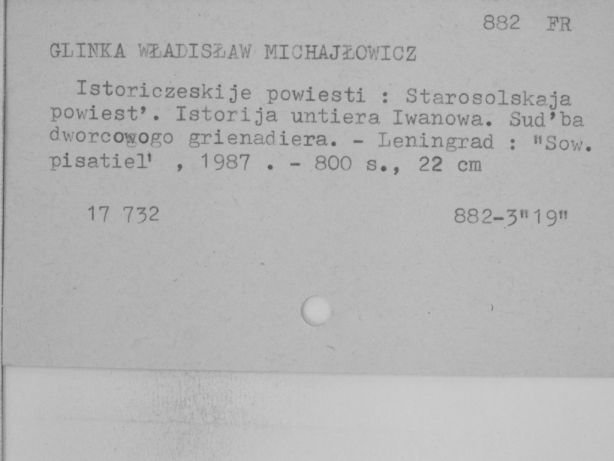 882 FR
GLINKA WŁADISŁAW MICHAJŁOWICZ
Istoriczeskije powiesti : Starosolskaja
powiest'. Istorija untiera Iwanowa. Sud'ba
dworcowogo grienadiera. - Leningrad : "Sow.
pisatiel' , 1987 . - 800 s., 22 cm
17 732 882-3"19"